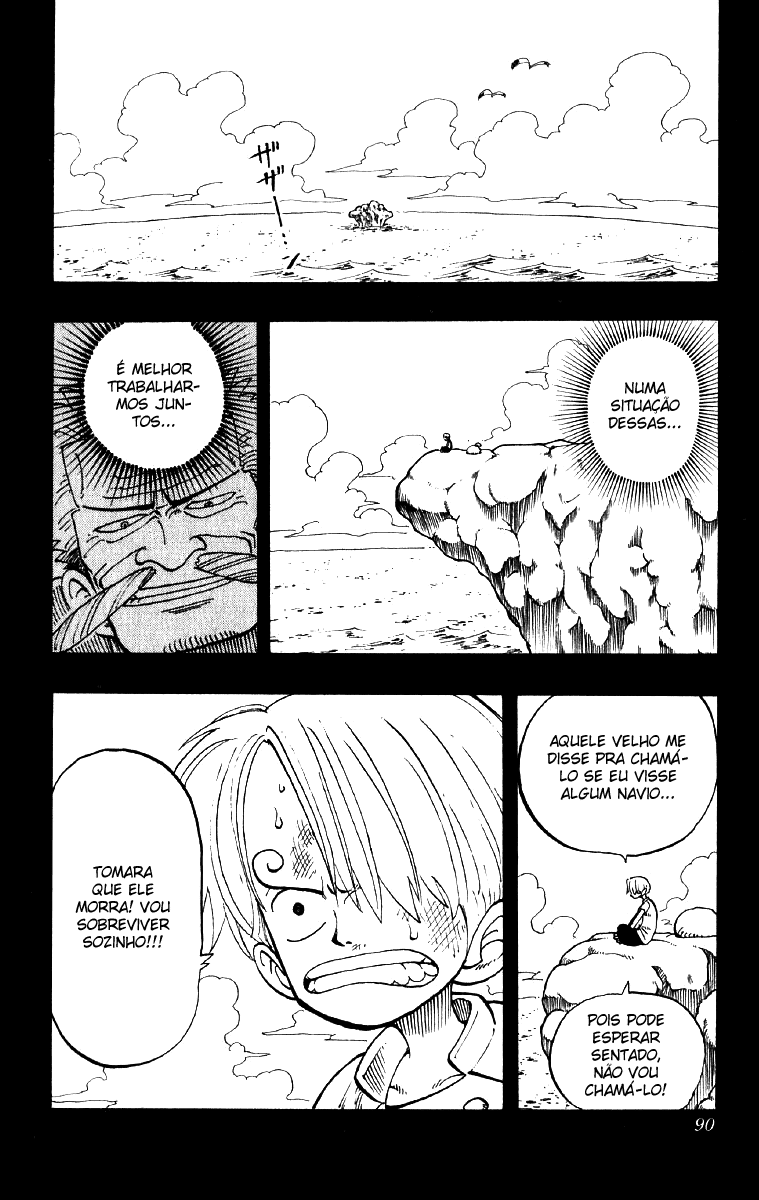 ザザ
NUMA
SITUAÇÃO
DESSAS...
É MELHOR
TRABALHAR-
MOS JUN-
TOS...
AQUELE VELHO ME
DISSE PRA CHAMÁ-
LO SE EU VISSE
ALGUM NAVIO...
POIS PODE
ESPERAR
SENTADO,
NÃO VOU
CHAMÁ-LO!
TOMARA
QUE ELE
MORRA! VOU
SOBREVIVER
SOZINHO!!!
90